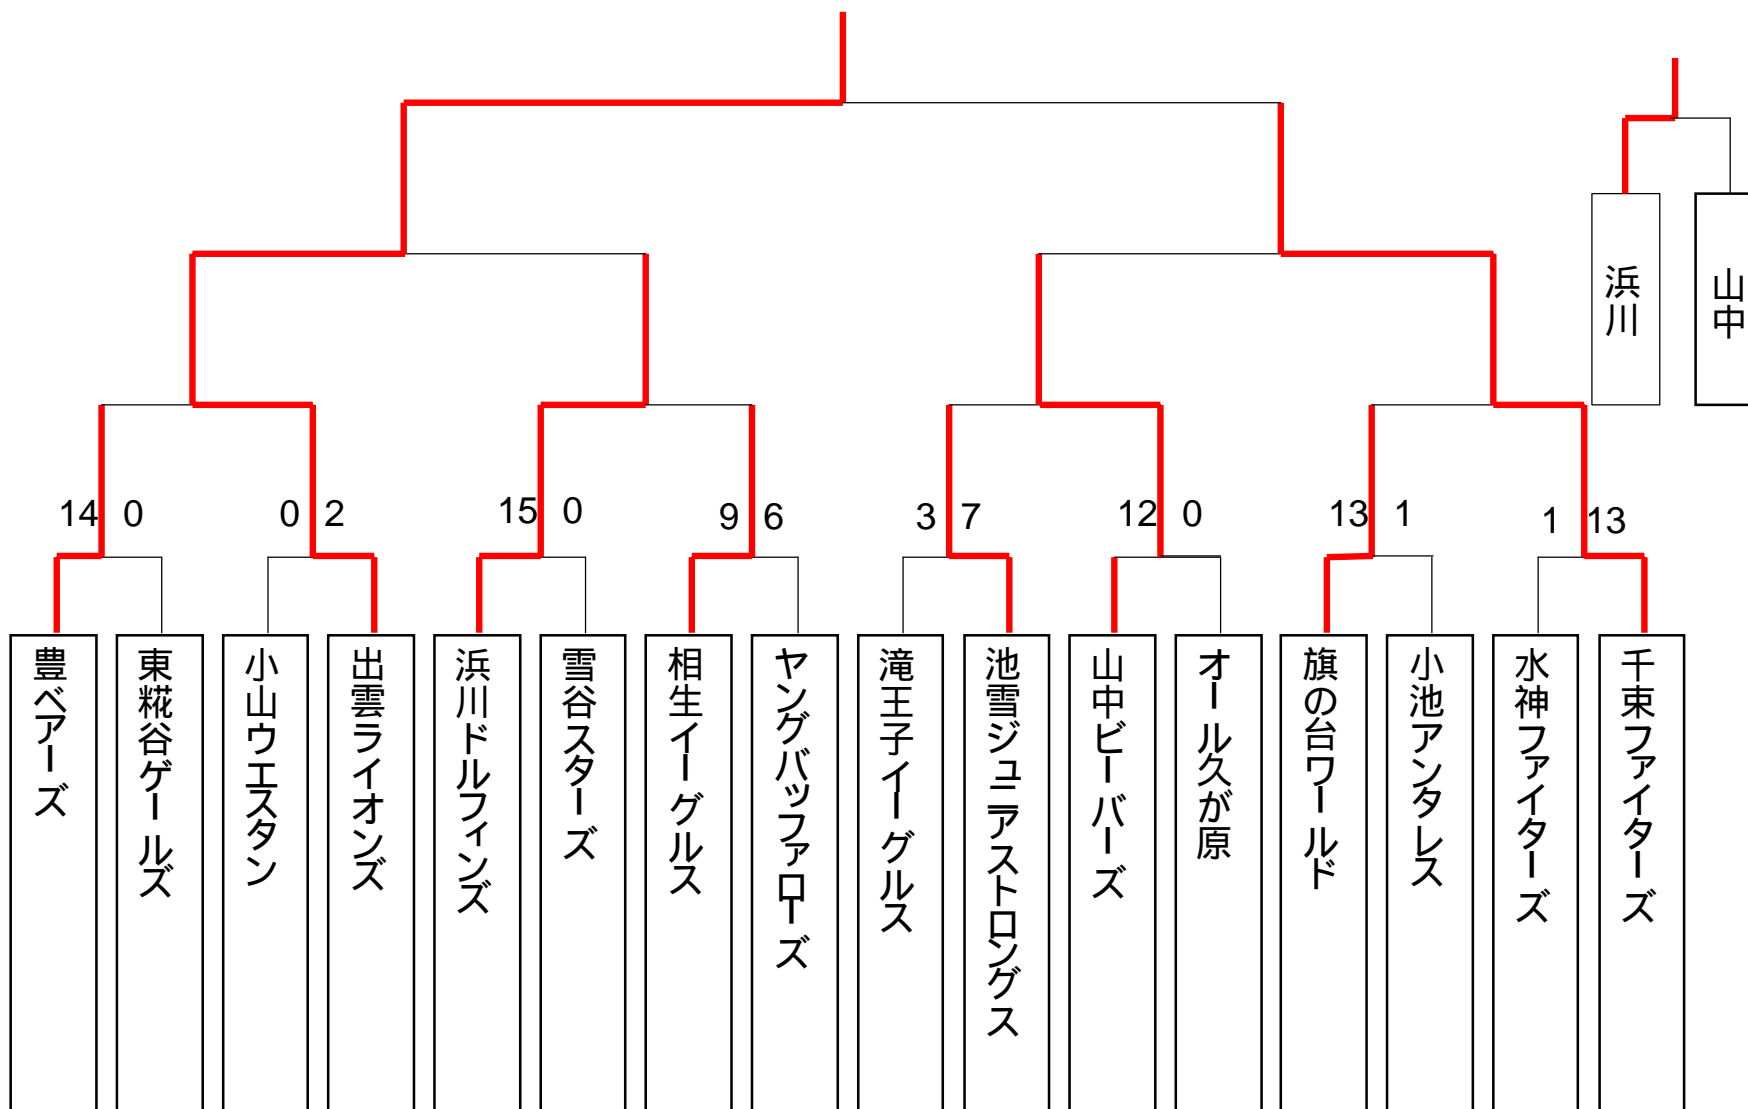 浜川
山中
14 0
0 2
15 0
9 6
3 7
12 0
13 1
1 13
豊ベアーズ
東糀谷ゲールズ
小山ウエスタン
出雲ライオンズ
浜川ドルフィンズ
雪谷スターズ
相生イーグルス
ヤングバッファローズ
滝王子イーグルス
池雪ジュニアストロングス
山中ビーバーズ
オール久が原
旗の台ワールド
小池アンタレス
水神ファイターズ
千束ファイターズ